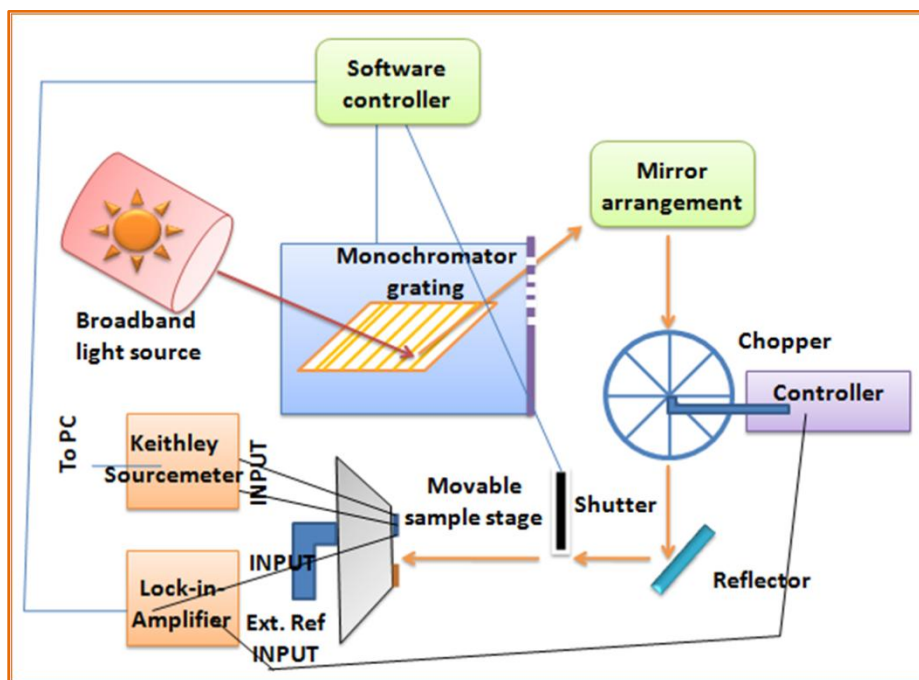 Software
controller
Mirror
arrangement
Monochromator
grating
Broadband
light source
Chopper
Controller
To PC
Keithley
Sourcemeter
INPUT
Movable
sample stage
Shutter
Reflector
INPUT
Lock-in-
Amplifier
Ext. Ref
INPUT